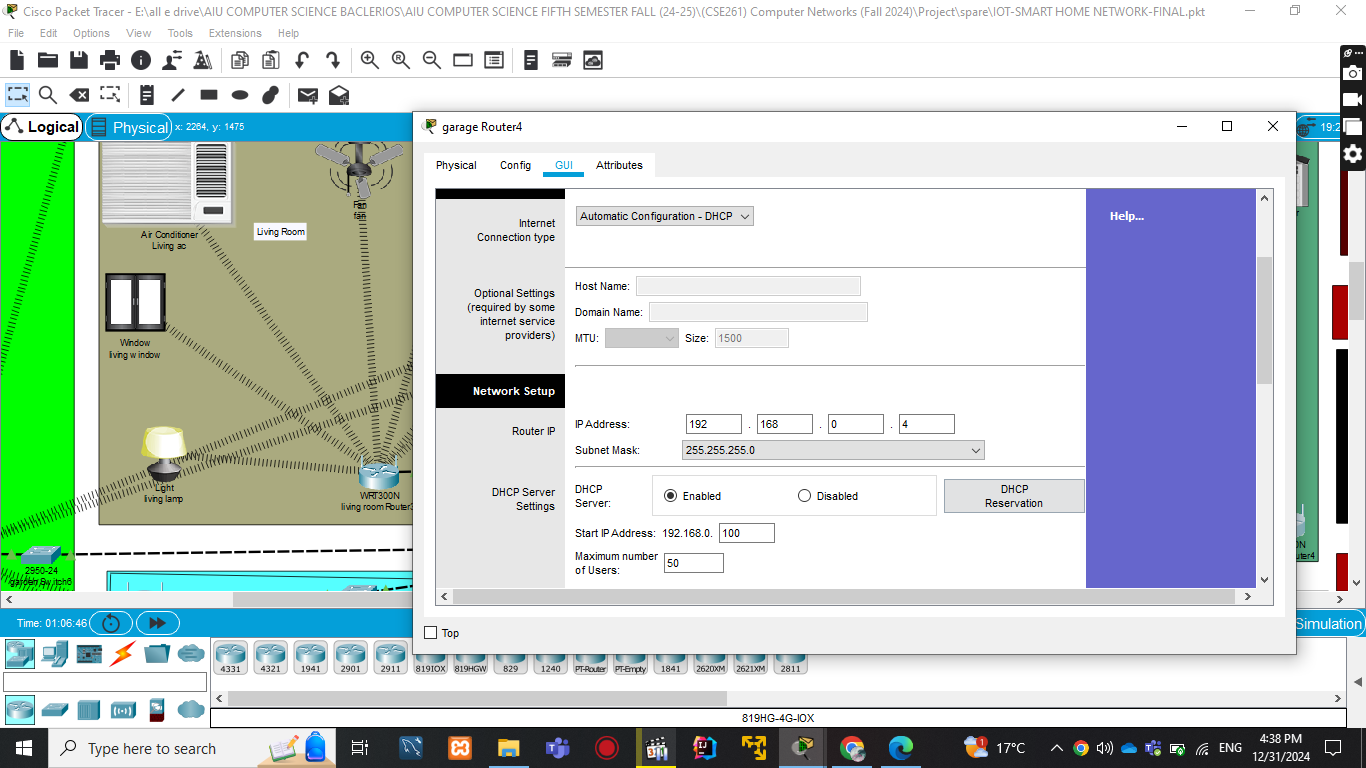 Cisco Packet Tracer - E:\all e drive\AIU COMPUTER SCIENCE BACLERIOS\AIU COMPUTER SCIENCE FIFTH SEMESTER FALL (24-25)\(CSE261) Computer Networks (Fall 2024)\Project\spare\IOT-SMART HOME NETWORK-FINAL.pkt
File Edit Options View Tools Extensions Help
Logical Physical x: 2264, y: 1475
garage Router4
Physical Config GUI Attributes
Internet
Connection type
Automatic Configuration - DHCP
Help...
Optional Settings
(required by some
internet service
providers)
Host Name:
Domain Name:
MTU: Size: 1500
Network Setup
Router IP
IP Address: 192 . 168 . 0 . 4
Subnet Mask: 255.255.255.0
DHCP Server
Settings
DHCP
Server:
Enabled Disabled
DHCP
Reservation
Start IP Address: 192.168.0. 100
Maximum number
of Users: 50
Top
Air Conditioner
Living ac
Fan
fan
Living Room
Window
living window
Light
living lamp
WRT300N
living room Router3
2950-24
garden Switch6
Time: 01:06:46
Simulation
4331 4321 1941 2901 2911 819IOX 819HGW 829 1240 PT-Router PT-Empty 1841 2620XM 2621XM 2811
819HG-4G-IOX
Type here to search
17°C
ENG
4:38 PM
12/31/2024